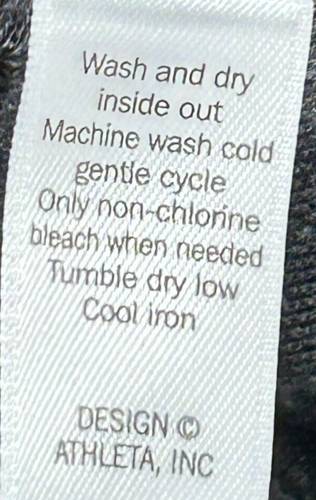 Wash and dry
inside out
Machine wash cold
gentle cycle
Only non-chlorine
bleach when needed
Tumble dry low
Cool iron
DESIGN ©
ATHLETA, INC